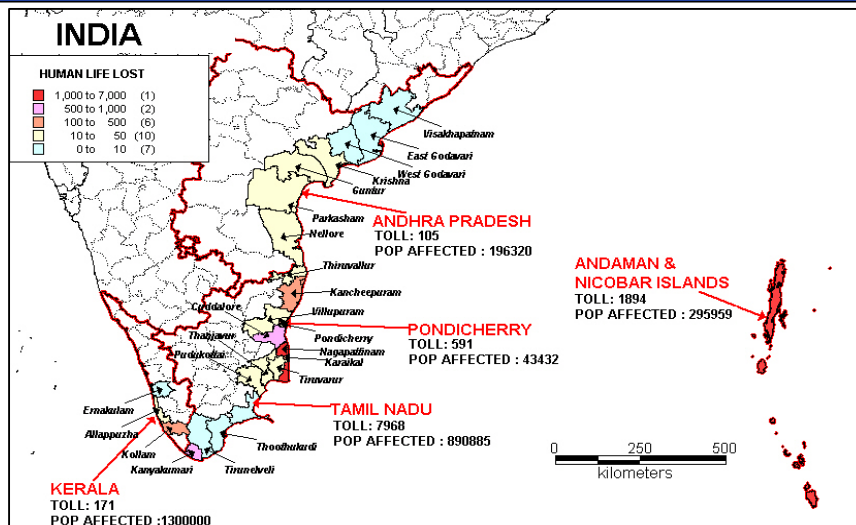 INDIA
HUMAN LIFE LOST
1,000 to 7,000 (1)
500 to 1,000 (2)
100 to 500 (6)
10 to 50 (10)
0 to 10 (7)
Visakhapatnam
East Godavari
West Godavari
Krishna
Guntur
Parkasham
ANDHRA PRADESH
TOLL: 105
POP AFFECTED : 196320
Nellore
Thiruvallur
Kancheepuram
ANDAMAN &
NICOBAR ISLANDS
TOLL: 1894
POP AFFECTED : 295959
Cuddalore
Villupuram
Pondicherry
PONDICHERRY
TOLL: 591
POP AFFECTED : 43432
Thanjavur
Nagapattinam
Pudukottai
Karaikal
Tiruvarur
Ernakulam
TAMIL NADU
TOLL: 7968
POP AFFECTED : 890885
Allappuzha
Kollam
Thoothukudi
Kanyakumari
Tirunelveli
0 250 500
kilometers
KERALA
TOLL: 171
POP AFFECTED :1300000